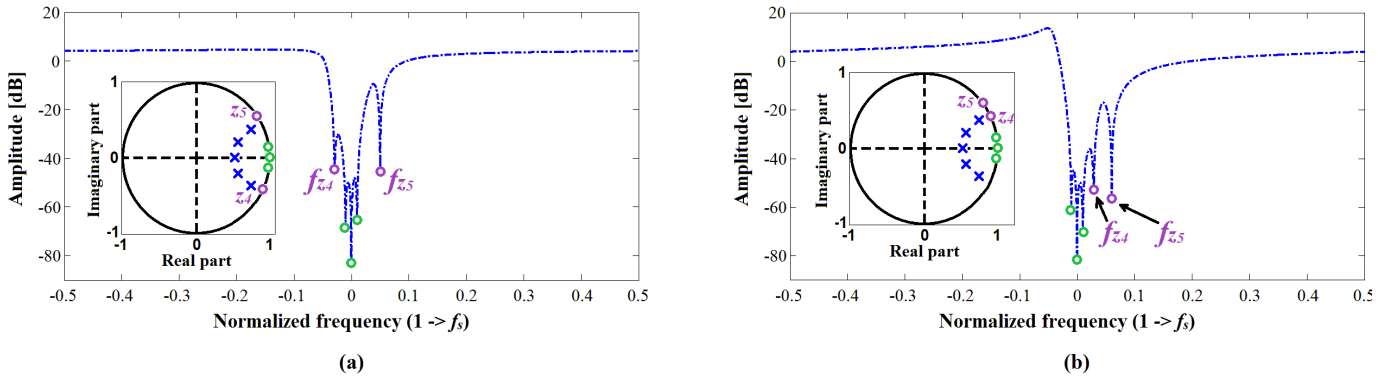 20
0
-20
-40
-60
-80
Amplitude [dB]
1
0
-1
Imaginary part
z5
z4
-1 0 1
Real part
fz4 fz5
-0.5 -0.4 -0.3 -0.2 -0.1 0 0.1 0.2 0.3 0.4 0.5
Normalized frequency (1 -> fs)
(a)
20
0
-20
-40
-60
-80
Amplitude [dB]
1
0
-1
Imaginary part
z5
z4
-1 0 1
Real part
fz4 fz5
-0.5 -0.4 -0.3 -0.2 -0.1 0 0.1 0.2 0.3 0.4 0.5
Normalized frequency (1 -> fs)
(b)